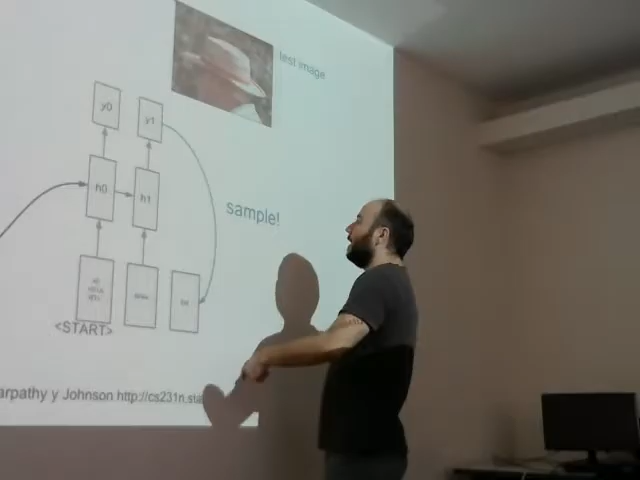 test image
y0
y1
h0
h1
sample!
<START>
arpathy y Johnson http://cs231n.sta